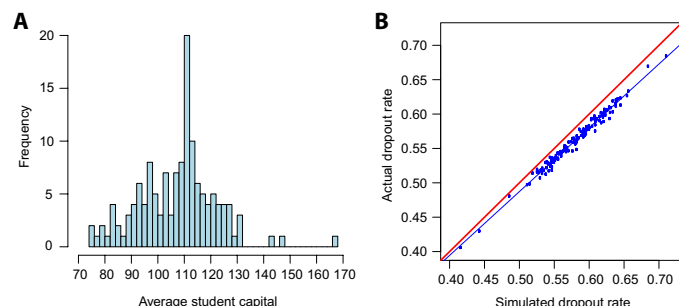 A
Frequency
20
15
10
5
0
70 80 90 100 110 120 130 140 150 160 170
Average student capital
B
Actual dropout rate
0.70
0.65
0.60
0.55
0.50
0.45
0.40
0.40 0.45 0.50 0.55 0.60 0.65 0.70
Simulated dropout rate